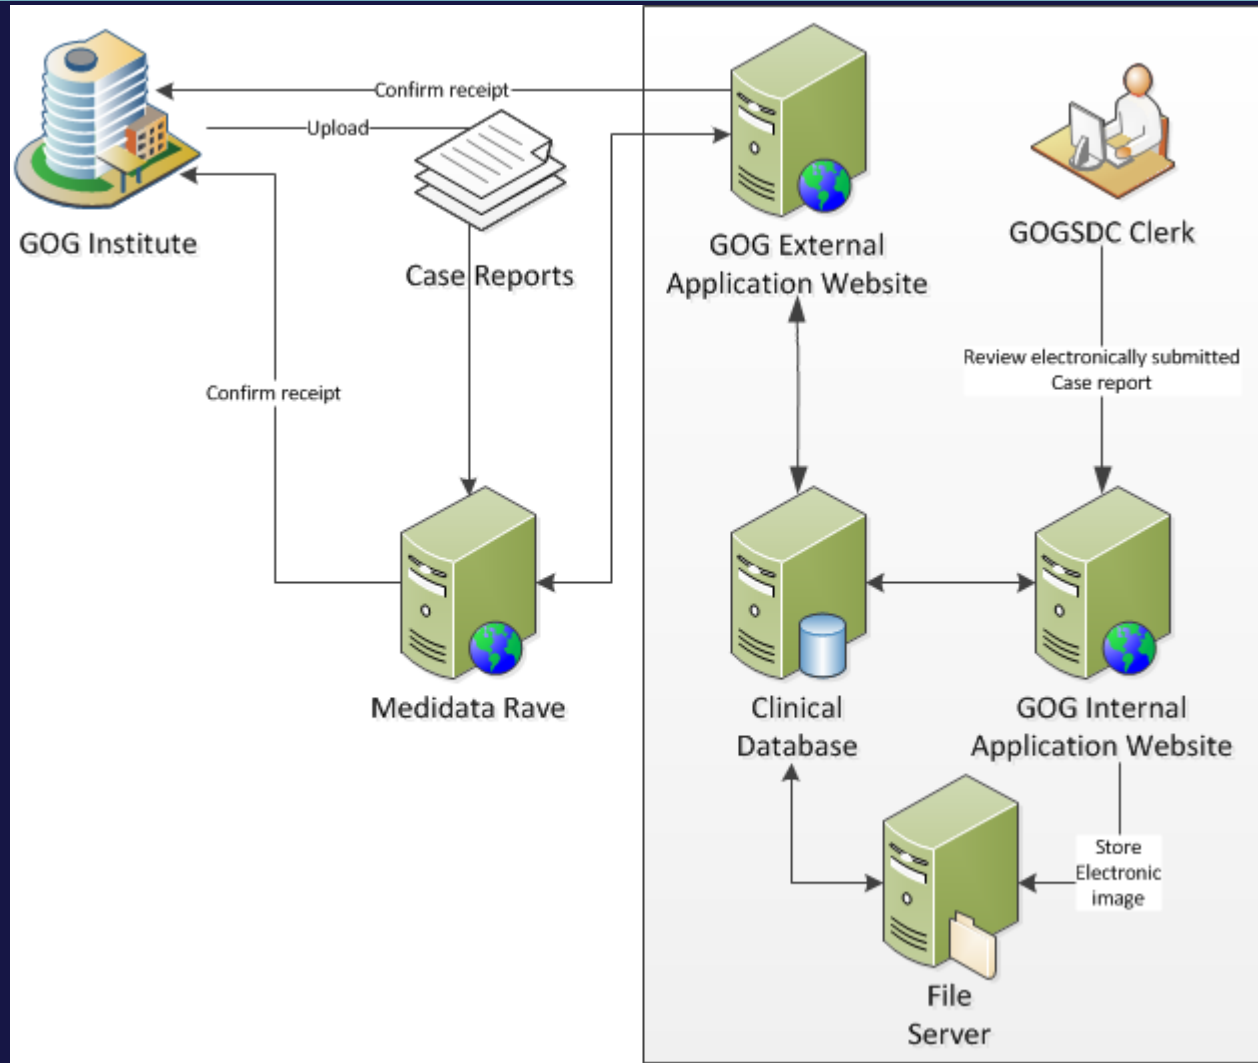 Confirm receipt
Upload
GOG Institute
Case Reports
GOG External
Application Website
GOGSDC Clerk
Review electronically submitted
Case report
Confirm receipt
Medidata Rave
Clinical
Database
GOG Internal
Application Website
Store
Electronic
image
File
Server